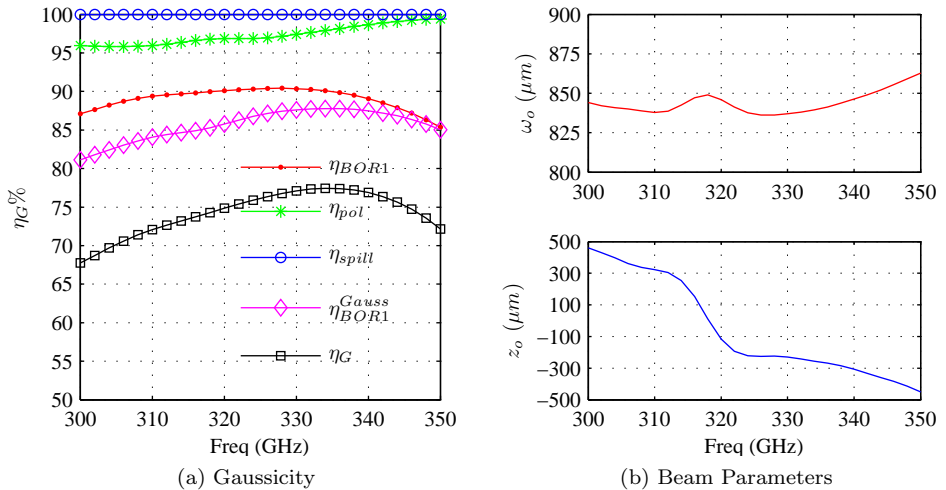 100
95
90
85
80
75
70
65
60
55
50
η_G%
η_BOR1
η_pol
η_spill
η_BOR1^Gauss
η_G
300 310 320 330 340 350
Freq (GHz)
(a) Gaussicity
900
875
850
825
800
ω_o (μm)
300 310 320 330 340 350
500
300
100
−100
−300
−500
z_o (μm)
300 310 320 330 340 350
Freq (GHz)
(b) Beam Parameters